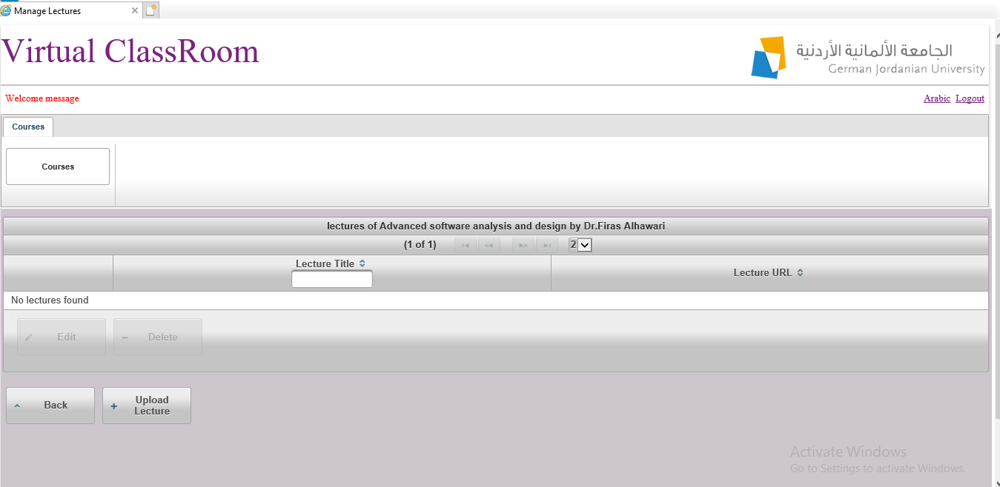 Manage Lectures
Virtual ClassRoom
الجامعة الألمانية الأردنية
German Jordanian University
Welcome message
Arabic Logout
Courses
Courses
lectures of Advanced software analysis and design by Dr.Firas Alhawari
(1 of 1) 2
Lecture Title
Lecture URL
No lectures found
Edit Delete
Back Upload
Lecture
Activate Windows
Go to Settings to activate Windows.